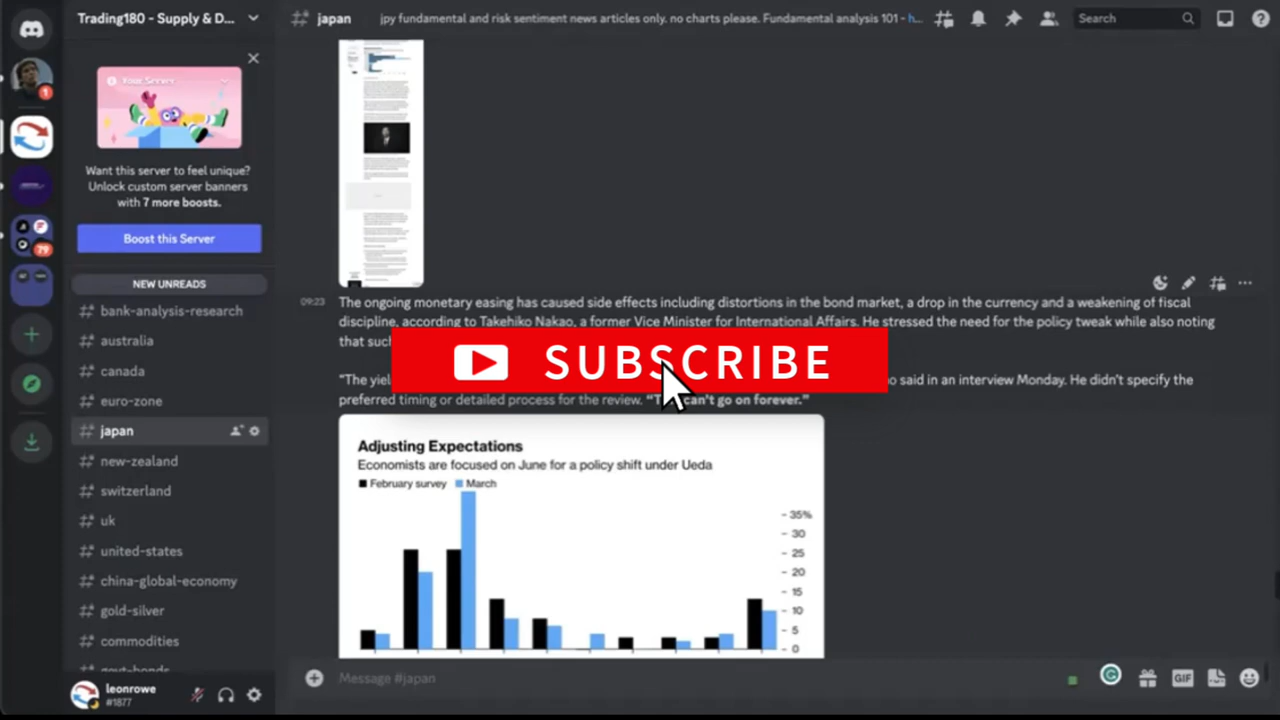 Trading180 - Supply & D...
japan
jpy fundamental and risk sentiment news articles only. no charts please. Fundamental analysis 101 - h...
Search
1
79
Your Server
Want this server to feel unique?
Unlock custom server banners
with 7 more boosts.
Boost this Server
NEW UNREADS
bank-analysis-research
australia
canada
euro-zone
japan
new-zealand
switzerland
uk
united-states
china-global-economy
gold-silver
commodities
govt-bonds
leonrowe
#1877
09:23
The ongoing monetary easing has caused side effects including distortions in the bond market, a drop in the currency and a weakening of fiscal
discipline, according to Takehiko Nakao, a former Vice Minister for International Affairs. He stressed the need for the policy tweak while also noting
that suc
SUBSCRIBE
"The yiel
o said in an interview Monday. He didn't specify the
preferred timing or detailed process for the review. "T can't go on forever."
Adjusting Expectations
Economists are focused on June for a policy shift under Ueda
February survey March
35%
30
25
20
15
10
5
0
Message #japan
GIF